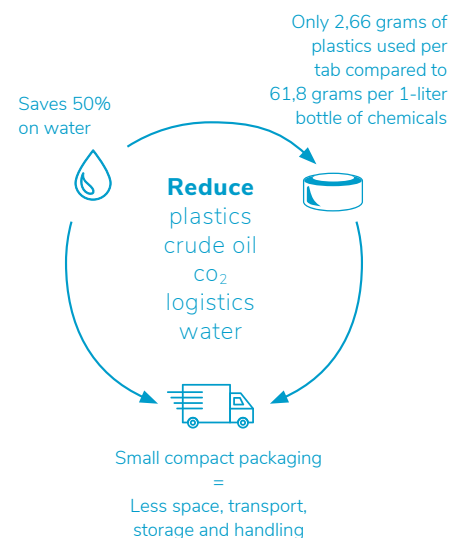 Only 2,66 grams of
plastics used per
tab compared to
61,8 grams per 1-liter
bottle of chemicals
Saves 50%
on water
Reduce
plastics
crude oil
co₂
logistics
water
Small compact packaging
=
Less space, transport,
storage and handling